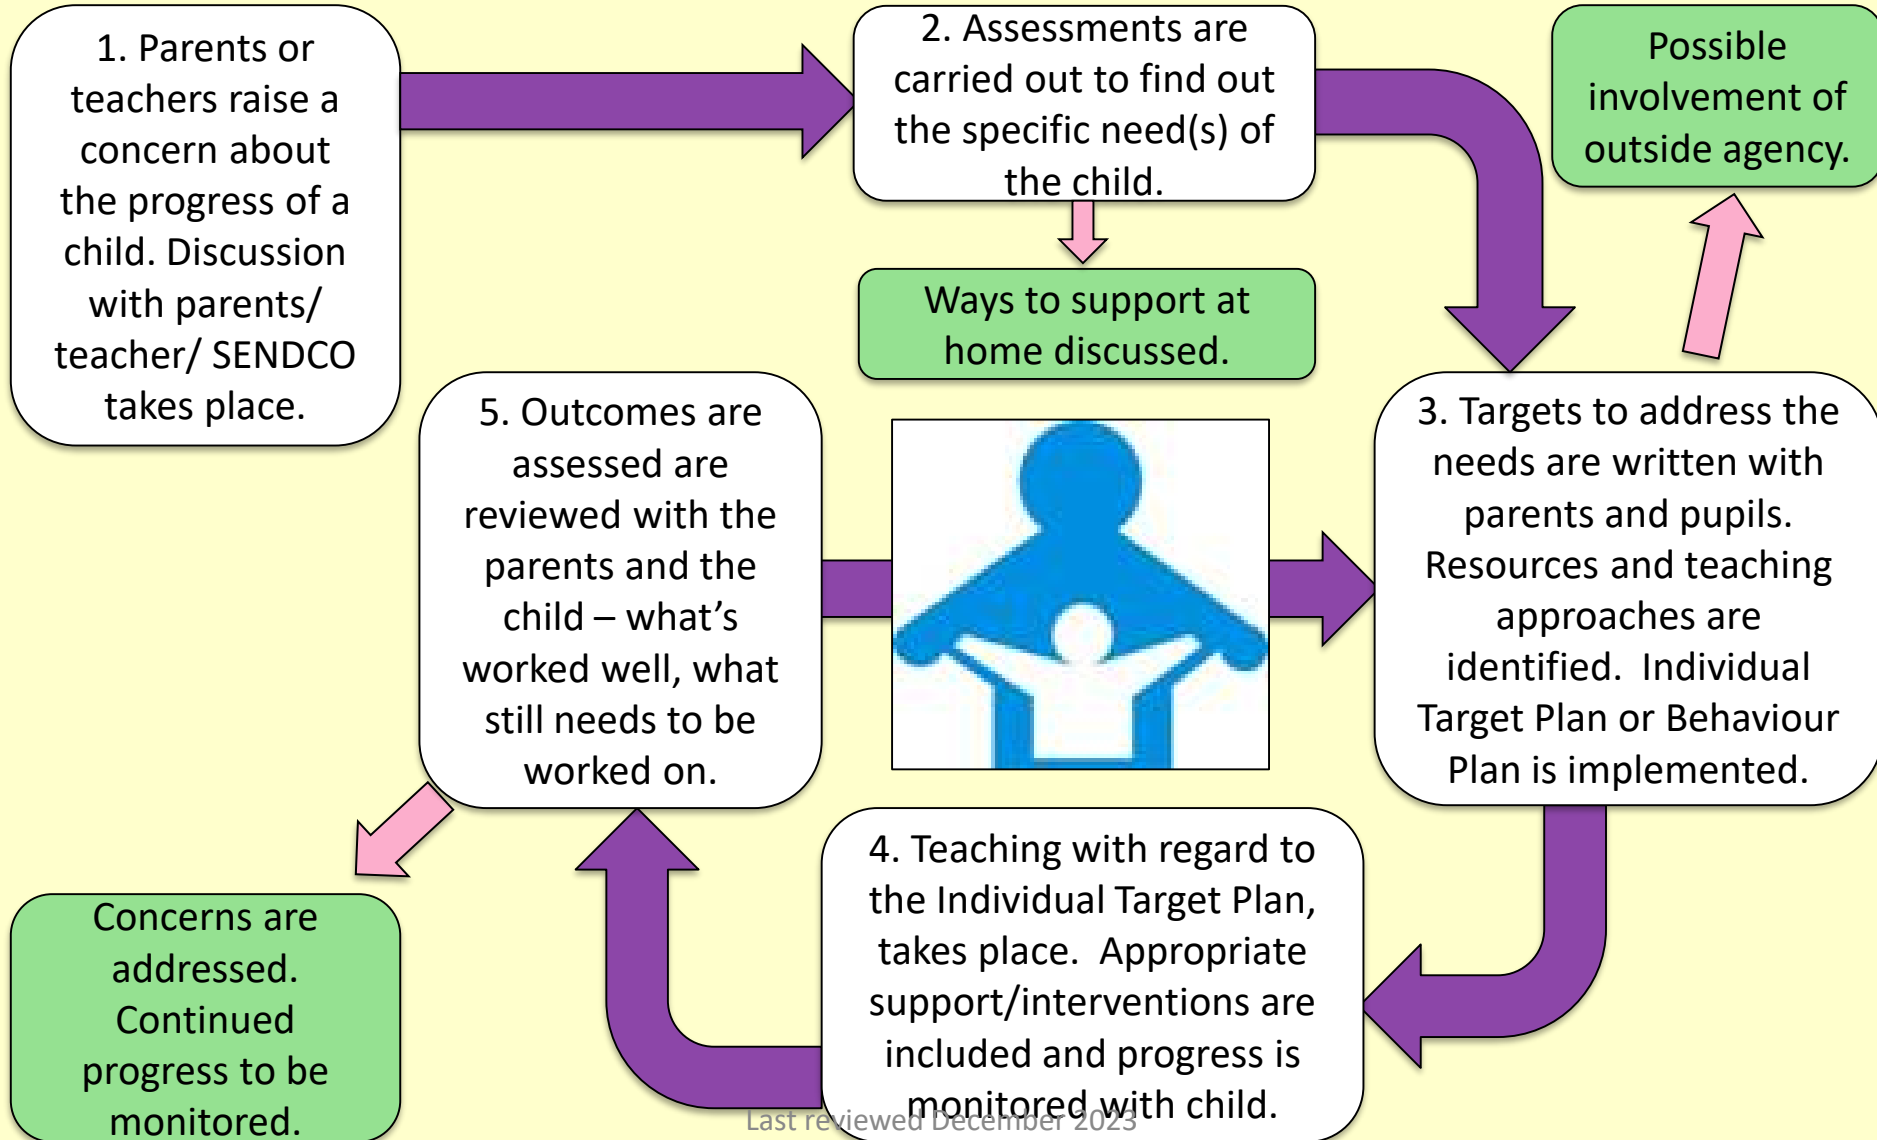 1. Parents or
teachers raise a
concern about
the progress of a
child. Discussion
with parents/
teacher/ SENDCO
takes place.
2. Assessments are
carried out to find out
the specific need(s) of
the child.
Possible
involvement of
outside agency.
Ways to support at
home discussed.
3. Targets to address the
needs are written with
parents and pupils.
Resources and teaching
approaches are
identified.  Individual
Target Plan or Behaviour
Plan is implemented.
4. Teaching with regard to
the Individual Target Plan,
takes place.  Appropriate
support/interventions are
included and progress is
monitored with child.
5. Outcomes are
assessed are
reviewed with the
parents and the
child – what’s
worked well, what
still needs to be
worked on.
Concerns are
addressed.
Continued
progress to be
monitored.
Last reviewed December 2023